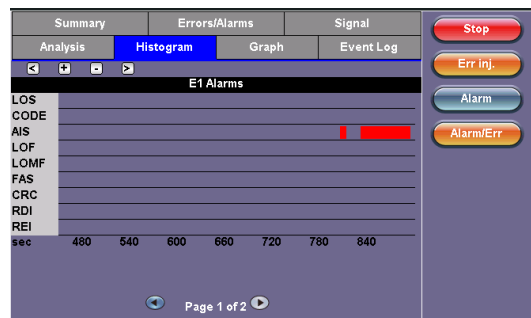 Summary Errors/Alarms Signal
Analysis Histogram Graph Event Log
< + - >
E1 Alarms
LOS
CODE
AIS
LOF
LOMF
FAS
CRC
RDI
REI
sec 480 540 600 660 720 780 840
Page 1 of 2
Stop
Err inj.
Alarm
Alarm/Err